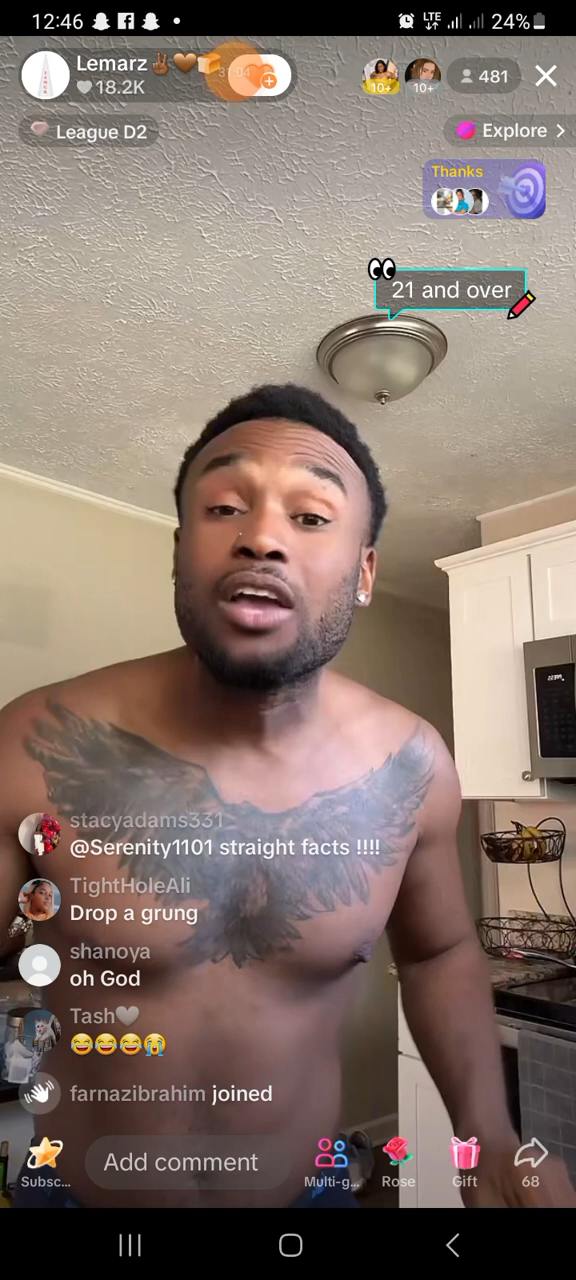 12:46
LTE
24%
Lemarz
18.2K
10+
10+
481
League D2
Explore
Thanks
21 and over
stacyadams331
@Serenity1101 straight facts !!!!
TightHoleAli
Drop a grung
shanoya
oh God
Tash🤍
😂😂😂😭
farnazibrahim joined
Subsc...
Add comment
Multi-g...
Rose
Gift
68